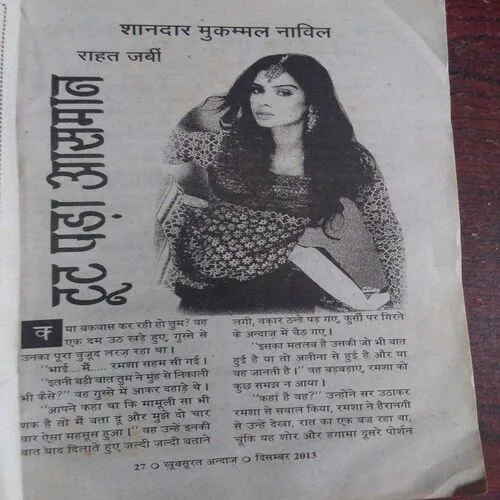 शानदार मुकम्मल नाविल
राहत जबीं
टूट पड़ा आसमान
क्या बकवास कर रही हो तुम? वह
एक दम उठ खड़े हुए, गुस्से से
उनका पूरा वुजूद लरज़ रहा था।
"भाई....मैं..... रमशा सहम सी गई।
"इतनी बड़ी बात तुम ने मुंह से निकाली
भी कैसे?" वह गुस्से में आकर दहाड़े थे।
"आपने कहा था कि मामूली सा भी
शक है तो मैं बता दू और मुझे दो चार
बार ऐसा महसूस हुआ।" वह उन्हें इनकी
बात याद दिलाते हुए जल्दी जल्दी बताने
लगी, वकार ठन्डे पड़ गए, कुर्सी पर गिरने
के अन्दाज में बैठ गए।
"इसका मतलब है उसकी जो भी बात
हुई है या तो अलीना से हुई है और या
वह जानती है।" वह बड़बड़ाए, रमशा को
कुछ समझ न आया।
"कहां है वह?" उन्होने सर उठाकर
रमशा से सवाल किया, रमशा ने हैरानगी
से उन्हें देखा, रात का एक बज रहा था,
चूंकि यह शोर और हंगामा दूसरे पोर्शन
27 ○ खूबसूरत अन्दाज ○ दिसम्बर 2013